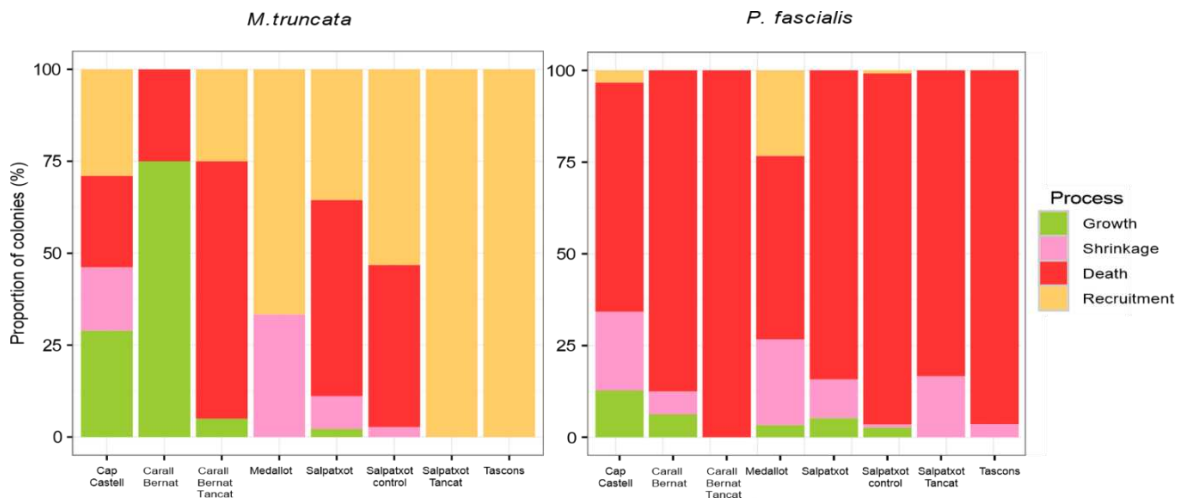 M.truncata
P. fascialis
Proportion of colonies (%)
100
75
50
25
0
Cap
Castell
Carall
Bernat
Carall
Bernat
Tancat
Medallot
Salpatxot
Salpatxot
control
Salpatxot
Tancat
Tascons
100
75
50
25
0
Cap
Castell
Carall
Bernat
Carall
Bernat
Tancat
Medallot
Salpatxot
Salpatxot
control
Salpatxot
Tancat
Tascons
Process
Growth
Shrinkage
Death
Recruitment